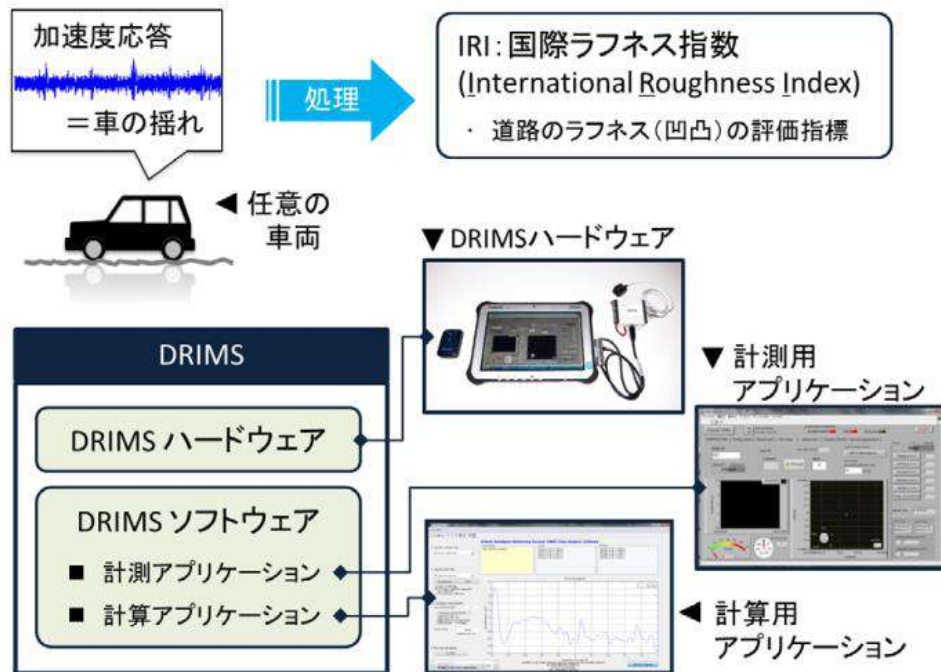 加速度応答
＝車の揺れ
処理
IRI：国際ラフネス指数
(International Roughness Index)
・ 道路のラフネス（凹凸）の評価指標
◀ 任意の
車両
▼ DRIMSハードウェア
DRIMS
DRIMS ハードウェア
DRIMS ソフトウェア
■ 計測アプリケーション
■ 計算アプリケーション
▼ 計測用
アプリケーション
◀ 計算用
アプリケーション